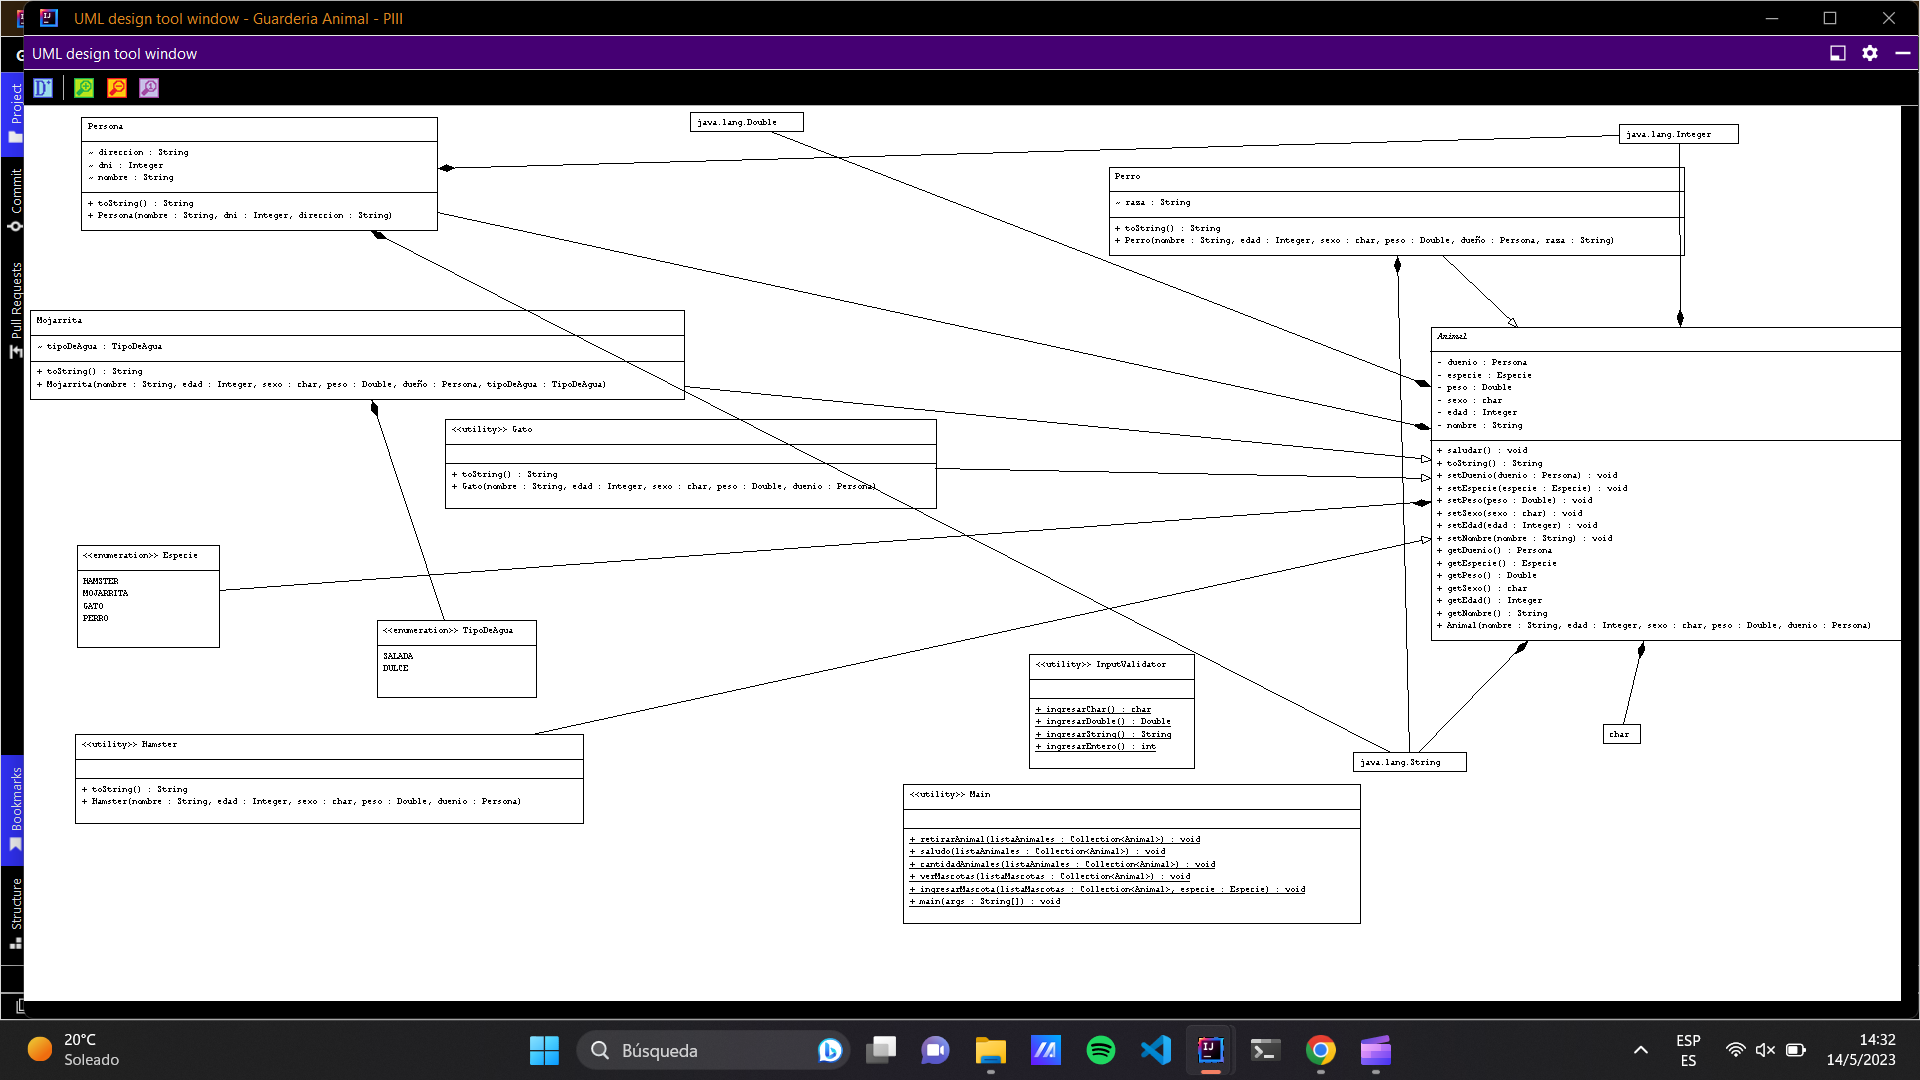 UML design tool window - Guarderia Animal - PIII
UML design tool window
Project
Commit
Pull Requests
Bookmarks
Structure
Persona
~ direccion : String
~ dni : Integer
~ nombre : String
+ toString() : String
+ Persona(nombre : String, dni : Integer, direccion : String)
java.lang.Double
java.lang.Integer
Perro
~ raza : String
+ toString() : String
+ Perro(nombre : String, edad : Integer, sexo : char, peso : Double, dueño : Persona, raza : String)
Mojarrita
~ tipoDeAgua : TipoDeAgua
+ toString() : String
+ Mojarrita(nombre : String, edad : Integer, sexo : char, peso : Double, dueño : Persona, tipoDeAgua : TipoDeAgua)
Animal
- duenio : Persona
- especie : Especie
- peso : Double
- sexo : char
- edad : Integer
- nombre : String
+ saludar() : void
+ toString() : String
+ setDuenio(duenio : Persona) : void
+ setEspecie(especie : Especie) : void
+ setPeso(peso : Double) : void
+ setSexo(sexo : char) : void
+ setEdad(edad : Integer) : void
+ setNombre(nombre : String) : void
+ getDuenio() : Persona
+ getEspecie() : Especie
+ getPeso() : Double
+ getSexo() : char
+ getEdad() : Integer
+ getNombre() : String
+ Animal(nombre : String, edad : Integer, sexo : char, peso : Double, duenio : Persona)
<<utility>> Gato
+ toString() : String
+ Gato(nombre : String, edad : Integer, sexo : char, peso : Double, duenio : Persona)
<<enumeration>> Especie
HAMSTER
MOJARRITA
GATO
PERRO
<<enumeration>> TipoDeAgua
SALADA
DULCE
<<utility>> InputValidator
+ ingresarChar() : char
+ ingresarDouble() : Double
+ ingresarString() : String
+ ingresarEntero() : int
char
java.lang.String
<<utility>> Hamster
+ toString() : String
+ Hamster(nombre : String, edad : Integer, sexo : char, peso : Double, duenio : Persona)
<<utility>> Main
+ retirarAnimal(listaAnimales : Collection<Animal>) : void
+ saludo(listaAnimales : Collection<Animal>) : void
+ cantidadAnimales(listaAnimales : Collection<Animal>) : void
+ verMascotas(listaMascotas : Collection<Animal>) : void
+ ingresarMascota(listaMascotas : Collection<Animal>, especie : Especie) : void
+ main(args : String[]) : void
20°C
Soleado
Búsqueda
ESP
ES
14:32
14/5/2023